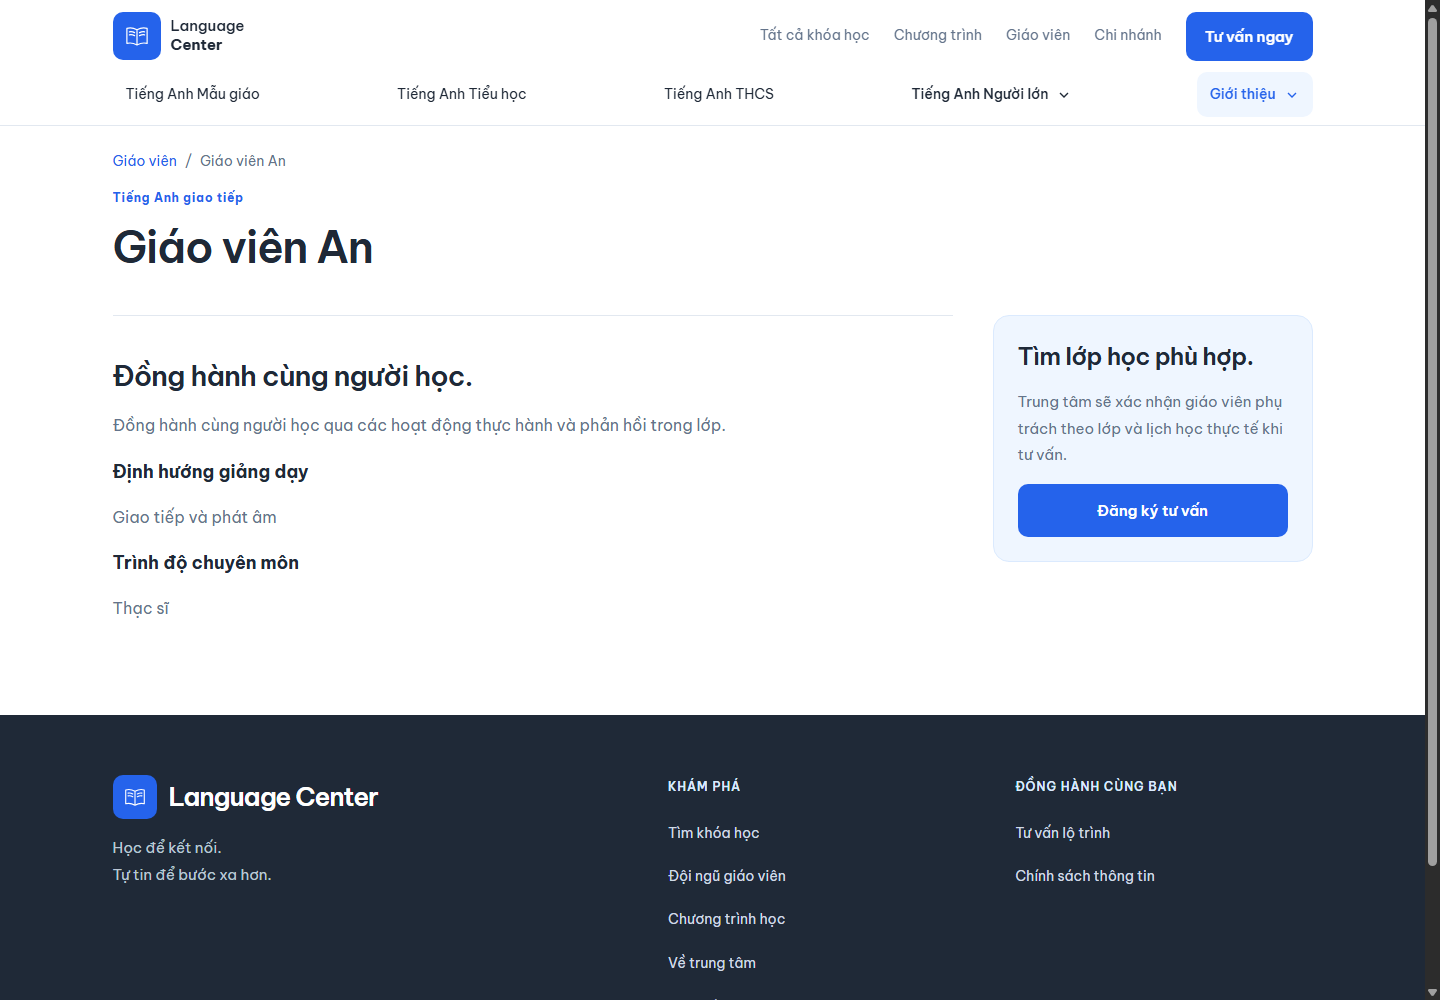 Language
Center
Tất cả khóa học
Chương trình
Giáo viên
Chi nhánh
Tư vấn ngay
Tiếng Anh Mẫu giáo
Tiếng Anh Tiểu học
Tiếng Anh THCS
Tiếng Anh Người lớn
Giới thiệu
Giáo viên / Giáo viên An
Tiếng Anh giao tiếp
Giáo viên An
Đồng hành cùng người học.
Đồng hành cùng người học qua các hoạt động thực hành và phản hồi trong lớp.
Định hướng giảng dạy
Giao tiếp và phát âm
Trình độ chuyên môn
Thạc sĩ
Tìm lớp học phù hợp.
Trung tâm sẽ xác nhận giáo viên phụ
trách theo lớp và lịch học thực tế khi
tư vấn.
Đăng ký tư vấn
Language Center
Học để kết nối.
Tự tin để bước xa hơn.
KHÁM PHÁ
Tìm khóa học
Đội ngũ giáo viên
Chương trình học
Về trung tâm
ĐỒNG HÀNH CÙNG BẠN
Tư vấn lộ trình
Chính sách thông tin